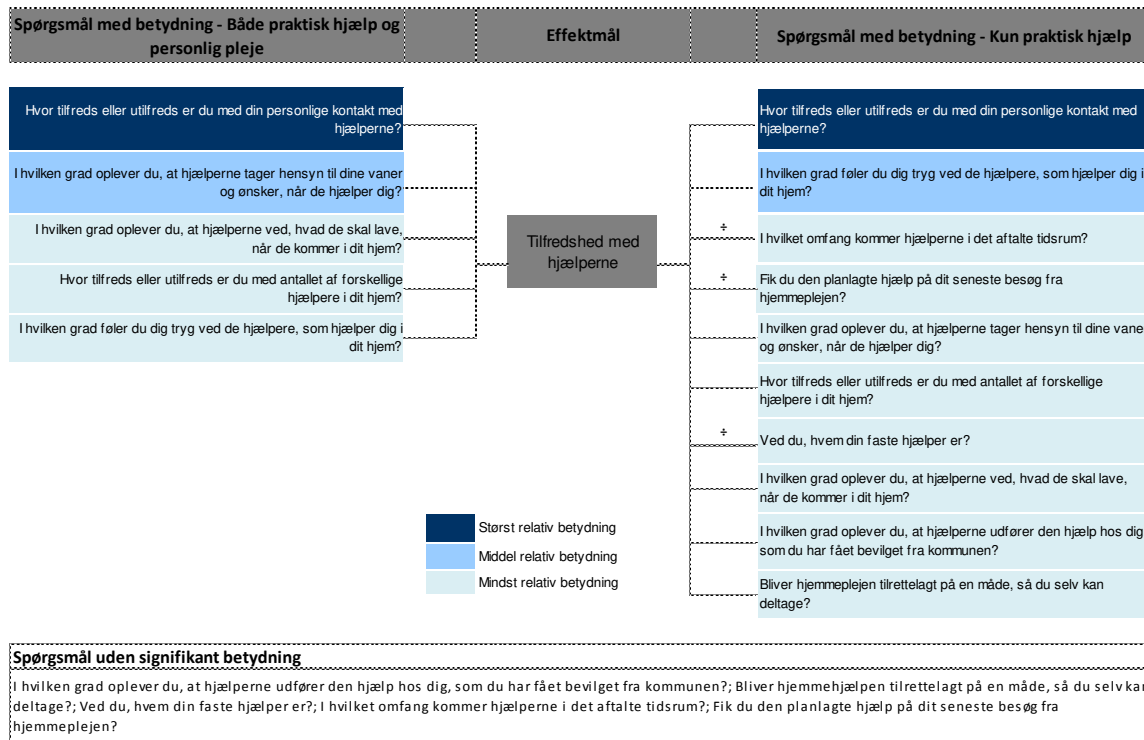 Spørgsmål med betydning - Både praktisk hjælp og
personlig pleje
Effektmål
Spørgsmål med betydning - Kun praktisk hjælp
Hvor tilfreds eller utilfreds er du med din personlige kontakt med
hjælperne?
I hvilken grad oplever du, at hjælperne tager hensyn til dine vaner
og ønsker, når de hjælper dig?
I hvilken grad oplever du, at hjælperne ved, hvad de skal lave,
når de kommer i dit hjem?
Hvor tilfreds eller utilfreds er du med antallet af forskellige
hjælpere i dit hjem?
I hvilken grad føler du dig tryg ved de hjælpere, som hjælper dig i
dit hjem?
Tilfredshed med
hjælperne
Hvor tilfreds eller utilfreds er du med din personlige kontakt med
hjælperne?
I hvilken grad føler du dig tryg ved de hjælpere, som hjælper dig i
dit hjem?
÷
I hvilket omfang kommer hjælperne i det aftalte tidsrum?
÷
Fik du den planlagte hjælp på dit seneste besøg fra
hjemmeplejen?
I hvilken grad oplever du, at hjælperne tager hensyn til dine vane
og ønsker, når de hjælper dig?
Hvor tilfreds eller utilfreds er du med antallet af forskellige
hjælpere i dit hjem?
÷
Ved du, hvem din faste hjælper er?
I hvilken grad oplever du, at hjælperne ved, hvad de skal lave,
når de kommer i dit hjem?
I hvilken grad oplever du, at hjælperne udfører den hjælp hos dig
som du har fået bevilget fra kommunen?
Bliver hjemmeplejen tilrettelagt på en måde, så du selv kan
deltage?
Størst relativ betydning
Middel relativ betydning
Mindst relativ betydning
Spørgsmål uden signifikant betydning
I hvilken grad oplever du, at hjælperne udfører den hjælp hos dig, som du har fået bevilget fra kommunen?; Bliver hjemmehjælpen tilrettelagt på en måde, så du selv kan
deltage?; Ved du, hvem din faste hjælper er?; I hvilket omfang kommer hjælperne i det aftalte tidsrum?; Fik du den planlagte hjælp på dit seneste besøg fra
hjemmeplejen?